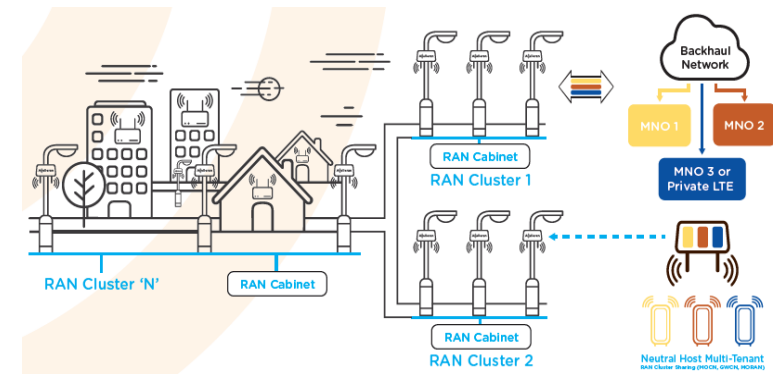 Backhaul
Network
MNO 1
MNO 2
MNO 3 or
Private LTE
RAN Cabinet
RAN Cluster 1
RAN Cluster ‘N’
RAN Cabinet
RAN Cabinet
RAN Cluster 2
Neutral Host Multi-Tenant
RAN Cluster Sharing (MOCN, GWCN, MORAN)